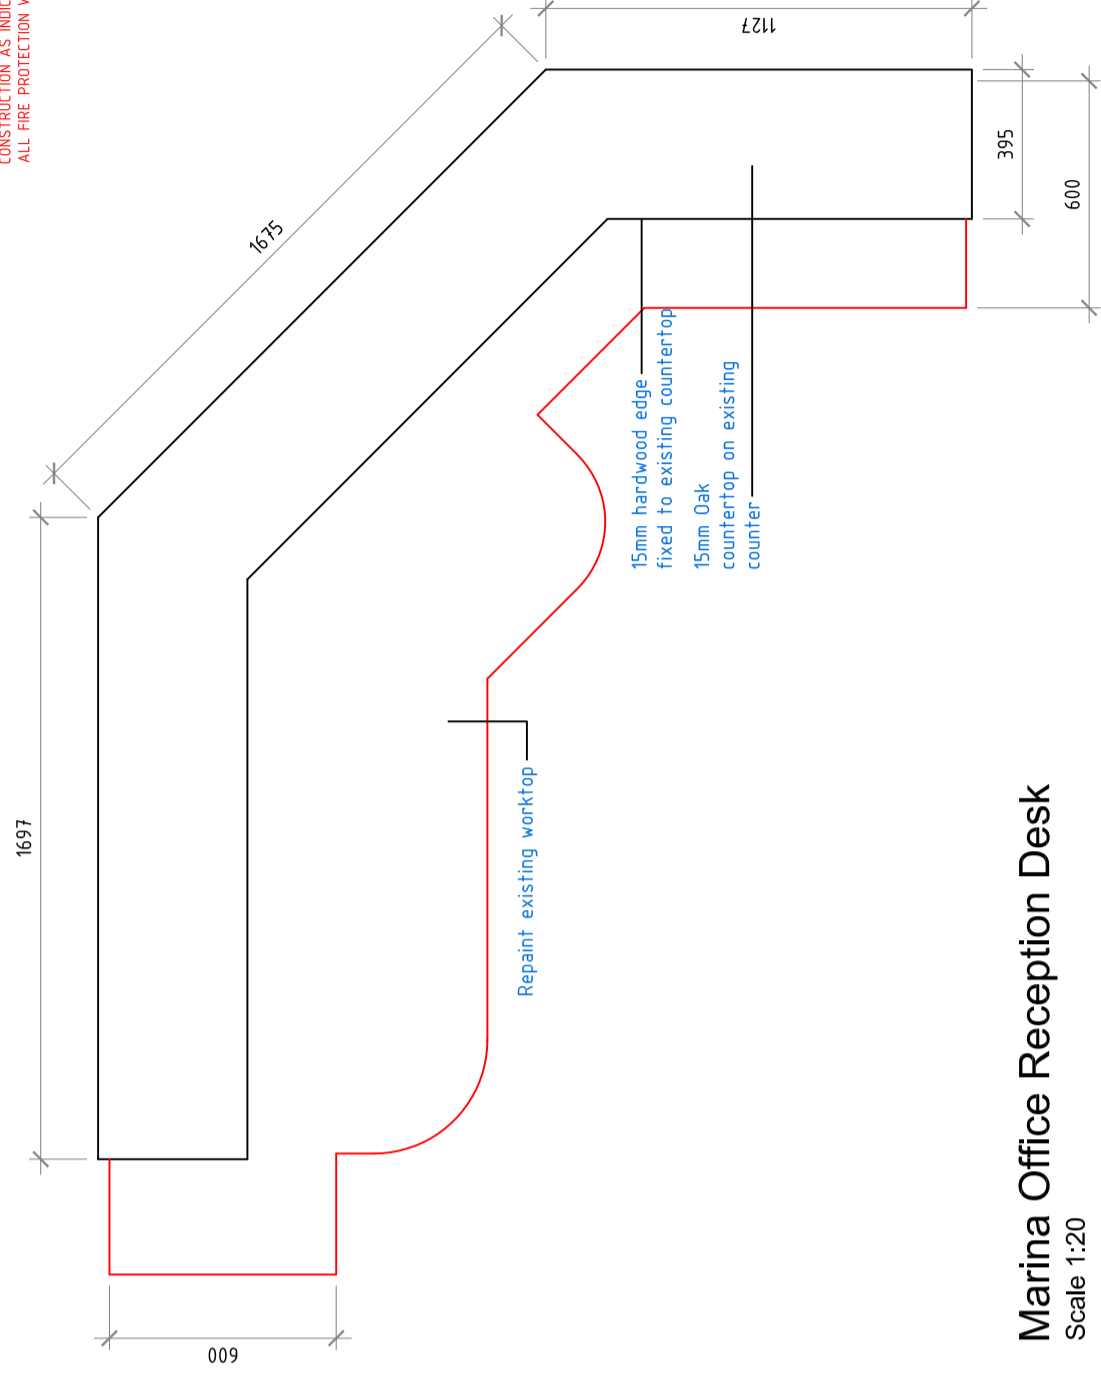 CONSTRUCTION AS INDIC
ALL FIRE PROTECTION W
1127
1675
395
600
1697
15mm hardwood edge
fixed to existing countertop
15mm Oak
countertop on existing
counter
Repaint existing worktop
600
Marina Office Reception Desk
Scale 1:20